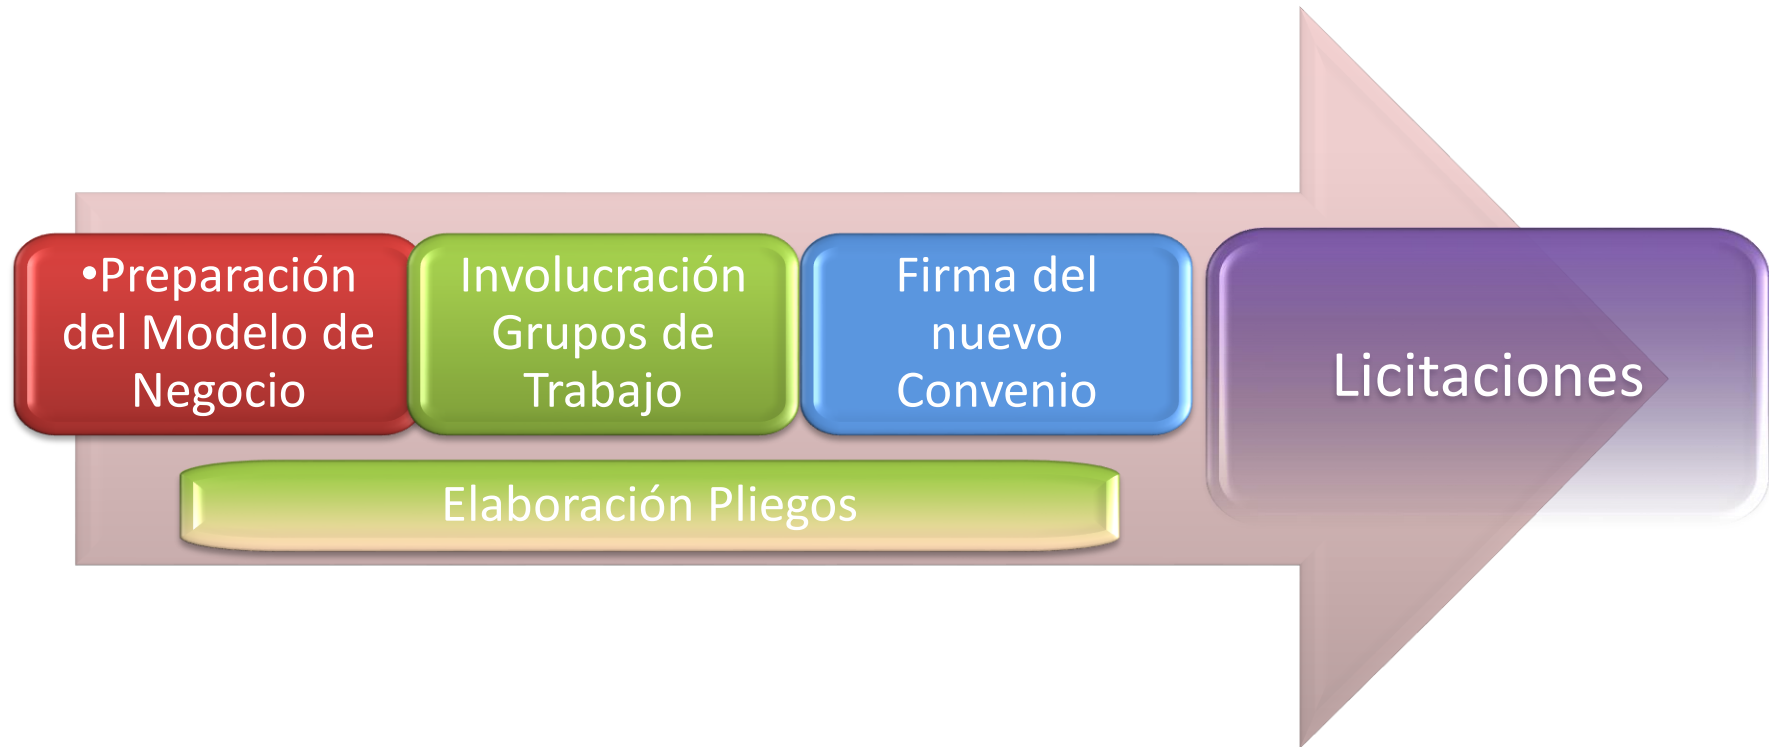 •Preparación
del Modelo de
Negocio
Involucración
Grupos de
Trabajo
Firma del
nuevo
Convenio
Licitaciones
Elaboración Pliegos